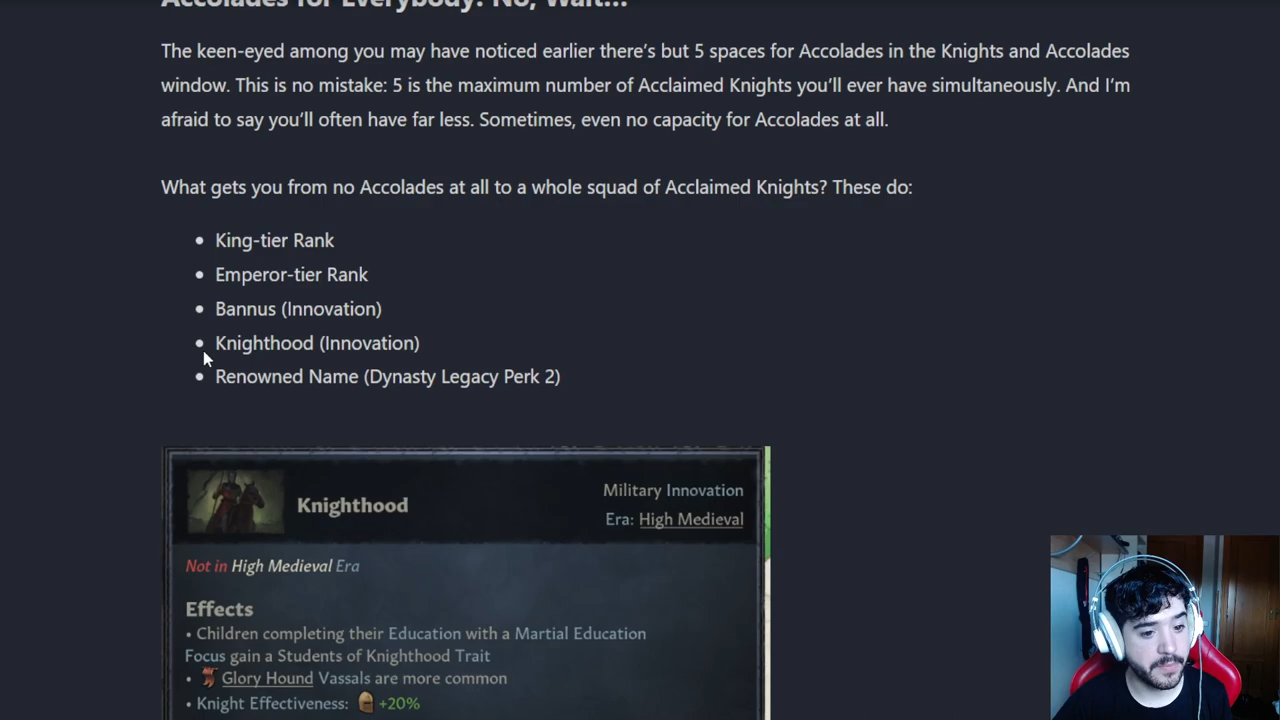 Accolades for Everybody! No, Wait...
The keen-eyed among you may have noticed earlier there’s but 5 spaces for Accolades in the Knights and Accolades
window. This is no mistake: 5 is the maximum number of Acclaimed Knights you’ll ever have simultaneously. And I’m
afraid to say you’ll often have far less. Sometimes, even no capacity for Accolades at all.
What gets you from no Accolades at all to a whole squad of Acclaimed Knights? These do:
• King-tier Rank
• Emperor-tier Rank
• Bannus (Innovation)
• Knighthood (Innovation)
• Renowned Name (Dynasty Legacy Perk 2)
Knighthood
Military Innovation
Era: High Medieval
Not in High Medieval Era
Effects
• Children completing their Education with a Martial Education
Focus gain a Students of Knighthood Trait
• Glory Hound Vassals are more common
• Knight Effectiveness: +20%